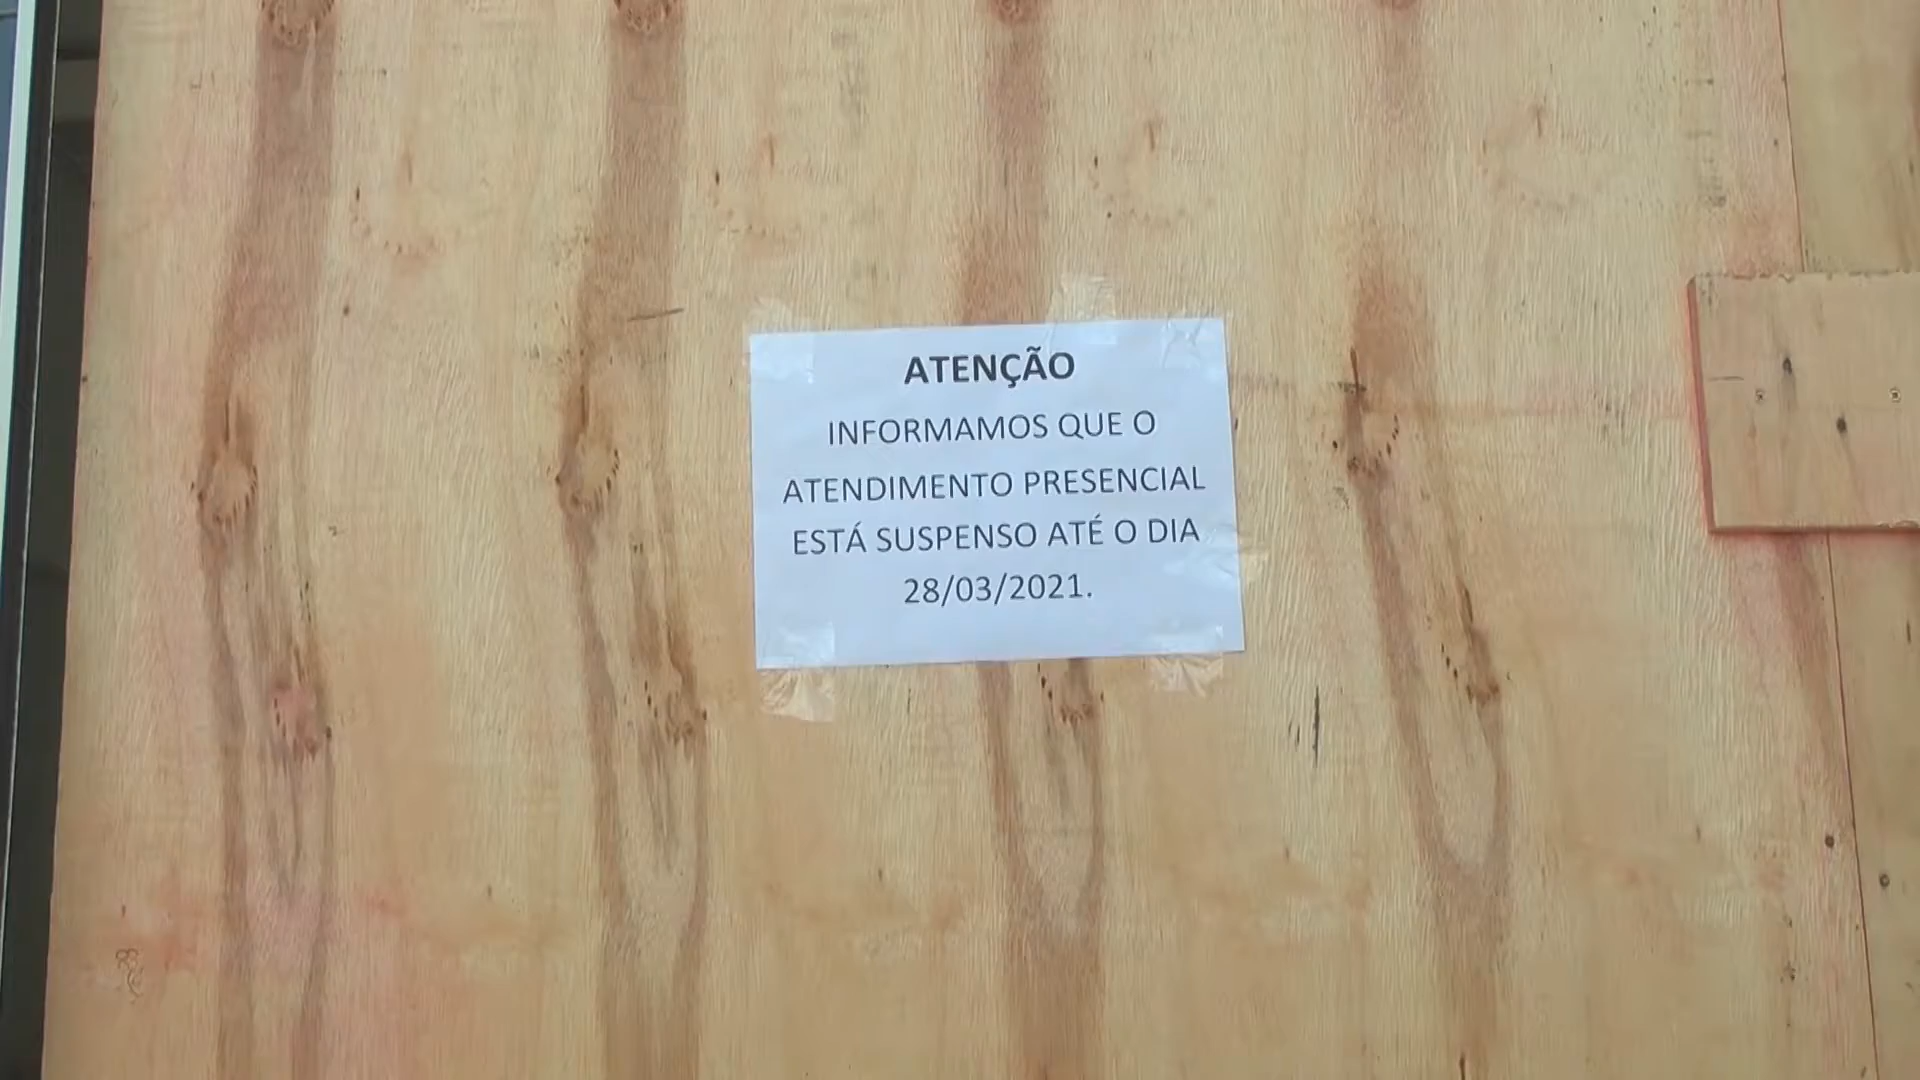 ATENÇÃO
INFORMAMOS QUE O
ATENDIMENTO PRESENCIAL
ESTÁ SUSPENSO ATÉ O DIA
28/03/2021.